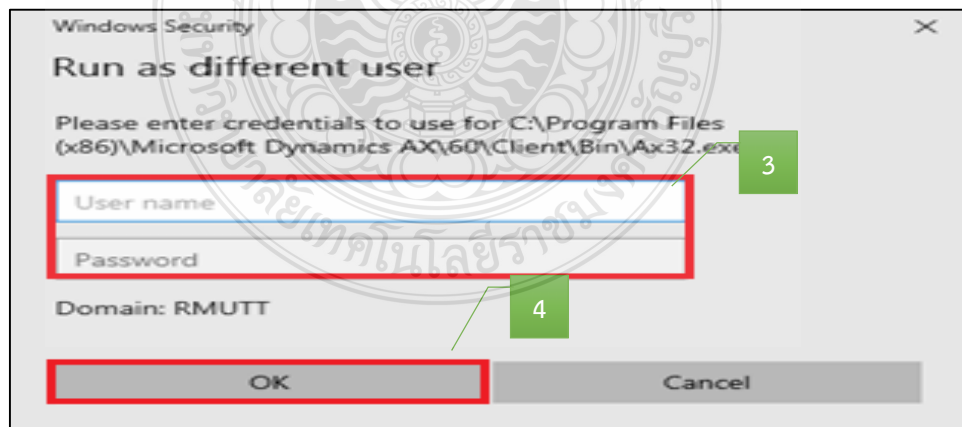 Windows Security
Run as different user
Please enter credentials to use for C:\Program Files
(x86)\Microsoft Dynamics AX\60\Client\Bin\Ax32.exe
3
User name
Password
Domain: RMUTT
4
OK
Cancel